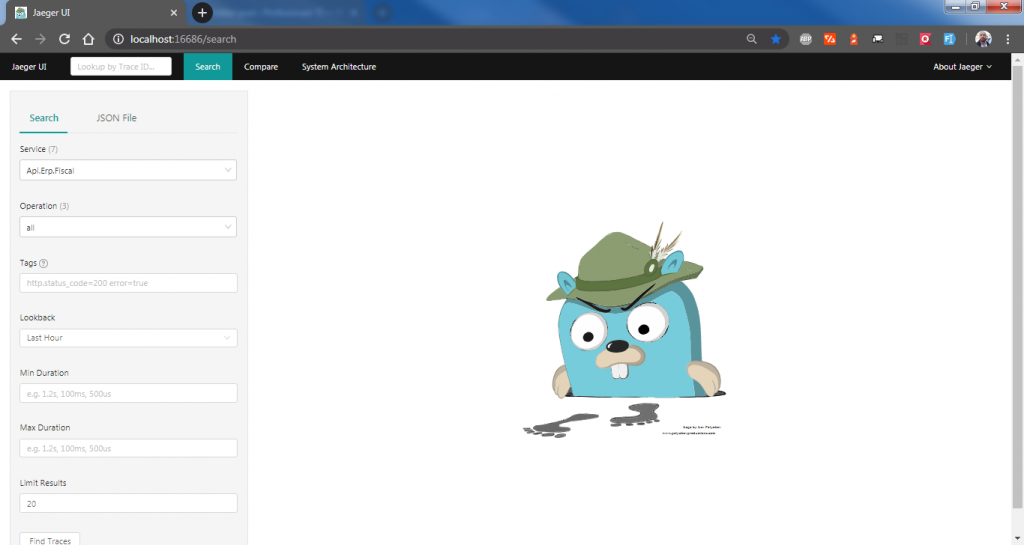 Jaeger UI
localhost:16686/search
Jaeger UI
Lookup by Trace ID...
Search
Compare
System Architecture
About Jaeger
Search
JSON File
Service (7)
Api.Erp.Fiscal
Operation (3)
all
Tags
http.status_code=200 error=true
Lookback
Last Hour
Min Duration
e.g. 1.2s, 100ms, 500us
Max Duration
e.g. 1.2s, 100ms, 500us
Limit Results
20
Find Traces